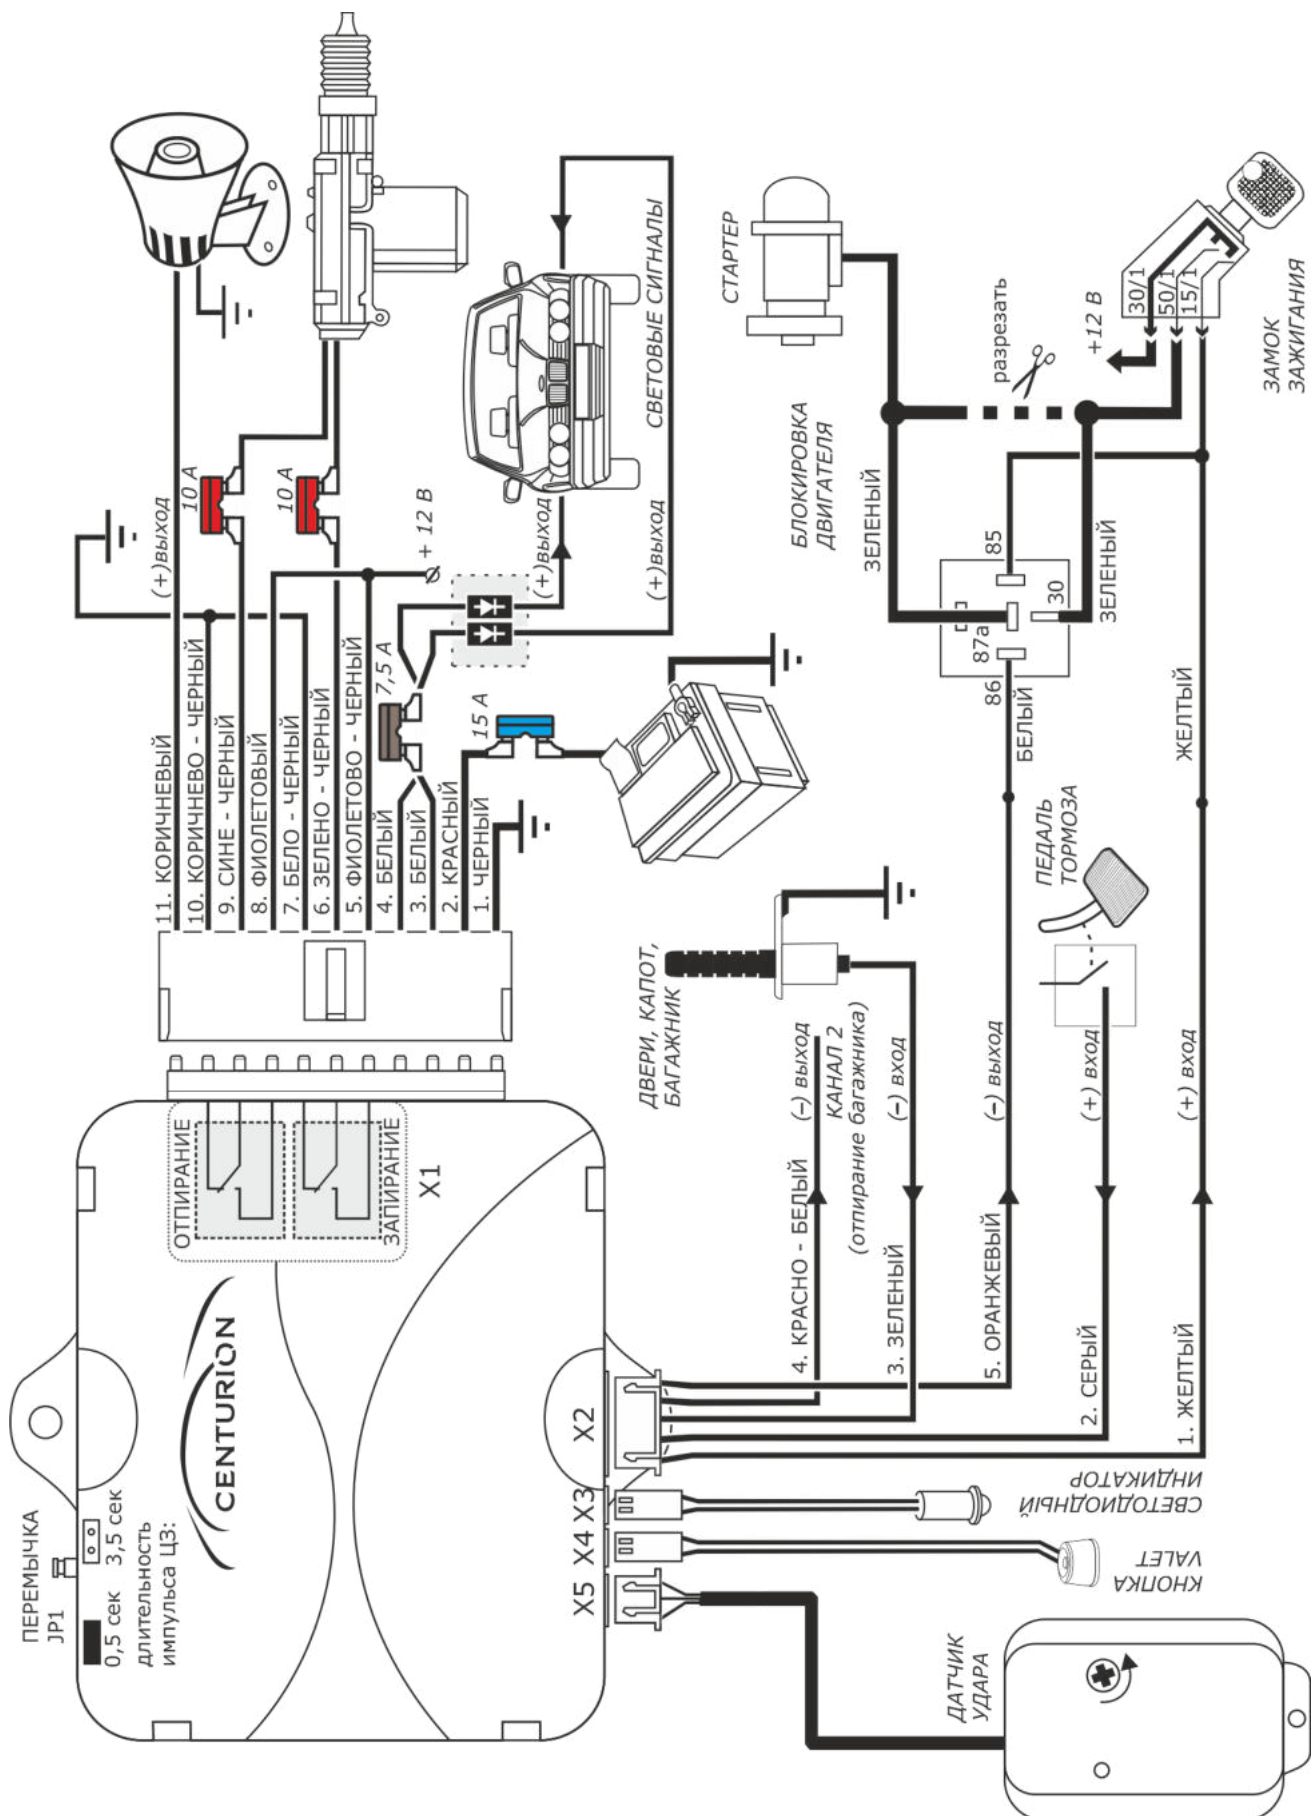 ПЕРЕМЫЧКА
JP1
0,5 сек 3,5 сек
длительность
импульса ЦЗ:
CENTURION
ОТПИРАНИЕ
ЗАПИРАНИЕ
X1
11. КОРИЧНЕВЫЙ
(+)выход
10. КОРИЧНЕВО - ЧЕРНЫЙ
9. СИНЕ - ЧЕРНЫЙ
10 А
8. ФИОЛЕТОВЫЙ
7. БЕЛО - ЧЕРНЫЙ
10 А
6. ЗЕЛЕНО - ЧЕРНЫЙ
5. ФИОЛЕТОВО - ЧЕРНЫЙ
+ 12 В
4. БЕЛЫЙ
7,5 А
3. БЕЛЫЙ
2. КРАСНЫЙ
15 А
1. ЧЕРНЫЙ
(+)выход
(+)выход
СВЕТОВЫЕ СИГНАЛЫ
X5 X4 X3 X2
ДВЕРИ, КАПОТ,
БАГАЖНИК
4. КРАСНО - БЕЛЫЙ (–) выход
КАНАЛ 2
(отпирание багажника)
3. ЗЕЛЕНЫЙ (–) вход
5. ОРАНЖЕВЫЙ (–) выход
БЕЛЫЙ
2. СЕРЫЙ (+) вход
ПЕДАЛЬ
ТОРМОЗА
1. ЖЕЛТЫЙ (+) вход
ЖЕЛТЫЙ
СТАРТЕР
БЛОКИРОВКА
ДВИГАТЕЛЯ
ЗЕЛЕНЫЙ
86 87a 85
30
ЗЕЛЕНЫЙ
разрезать
+12 В
30/1
50/1
15/1
ЗАМОК
ЗАЖИГАНИЯ
СВЕТОДИОДНЫЙ
ИНДИКАТОР
КНОПКА
VALET
ДАТЧИК
УДАРА